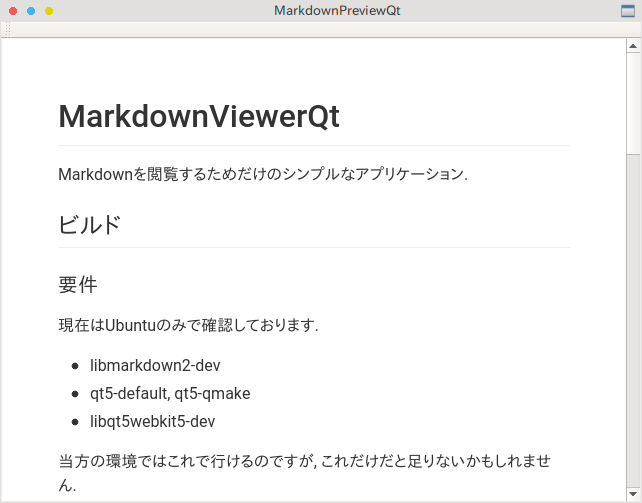 MarkdownPreviewQt
MarkdownViewerQt
Markdownを閲覧するためだけのシンプルなアプリケーション.
ビルド
要件
現在はUbuntuのみで確認しております.
libmarkdown2-dev
qt5-default, qt5-qmake
libqt5webkit5-dev
当方の環境ではこれで行けるのですが, これだけだと足りないかもしれませ
ん.